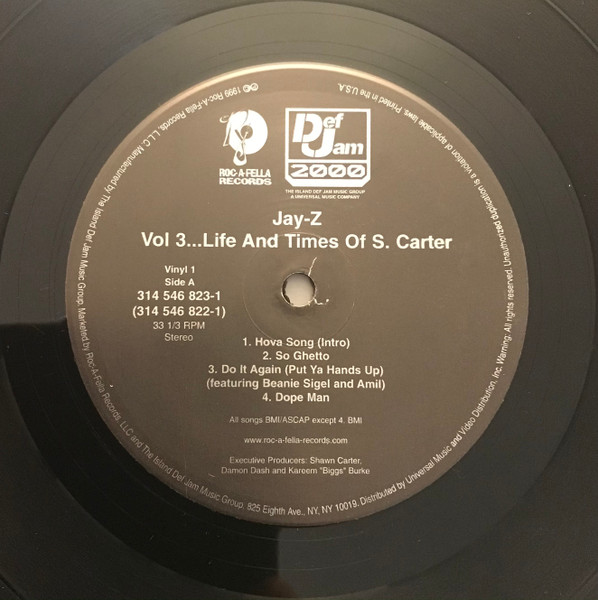 Def
Jam
2000
ROC-A-FELLA
RECORDS
THE ISLAND DEF JAM MUSIC GROUP
A UNIVERSAL MUSIC COMPANY
Jay-Z
Vol 3...Life And Times Of S. Carter
Vinyl 1
Side A
314 546 823-1
(314 546 822-1)
33 1/3 RPM
Stereo
1. Hova Song (Intro)
2. So Ghetto
3. Do It Again (Put Ya Hands Up)
(featuring Beanie Sigel and Amil)
4. Dope Man
All songs BMI/ASCAP except 4. BMI
www.roc-a-fella-records.com
Executive Producers: Shawn Carter,
Damon Dash and Kareem "Biggs" Burke
℗© 1999 Roc-A-Fella Records, LLC. Manufactured by The Island Def Jam Music Group. Marketed by Roc-A-Fella Records, LLC and The Island Def Jam Music Group, 825 Eighth Ave., NY, NY 10019. Distributed by Universal Music and Video Distribution, Inc. Warning: All rights reserved. Unauthorized duplication is a violation of applicable laws. Printed in the U.S.A.